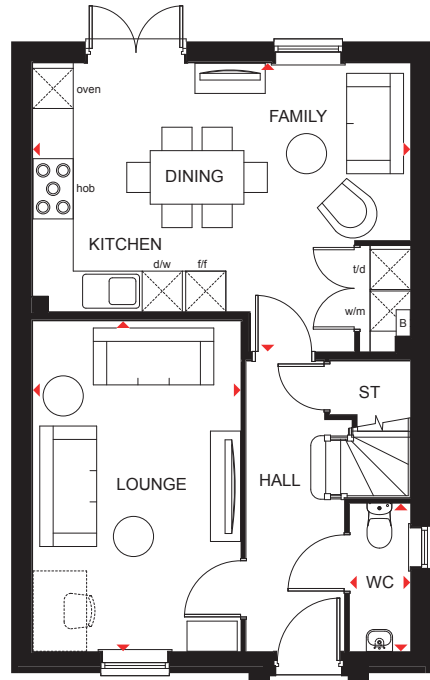 oven
FAMILY
DINING
hob
KITCHEN
d/w f/f
t/d
w/m
B
ST
LOUNGE
HALL
WC